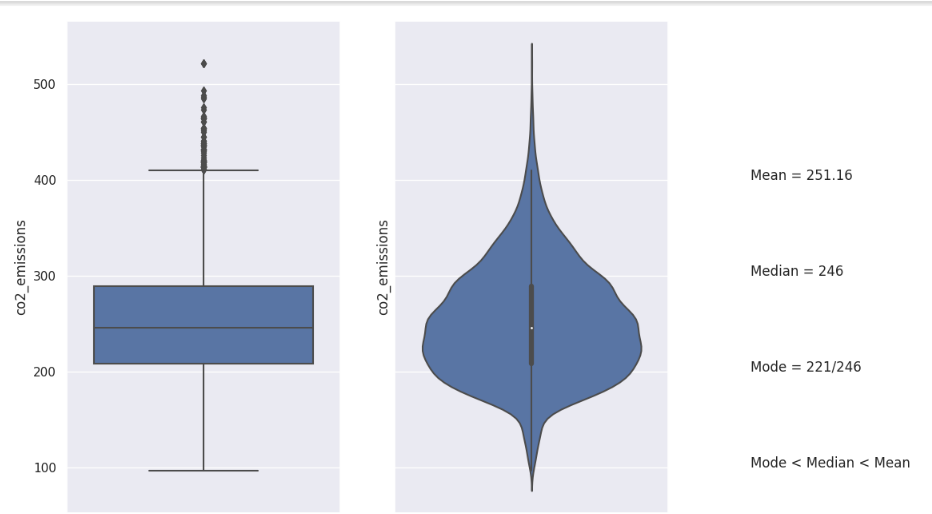 500
400
300
200
100
co2_emissions
co2_emissions
Mean = 251.16
Median = 246
Mode = 221/246
Mode < Median < Mean